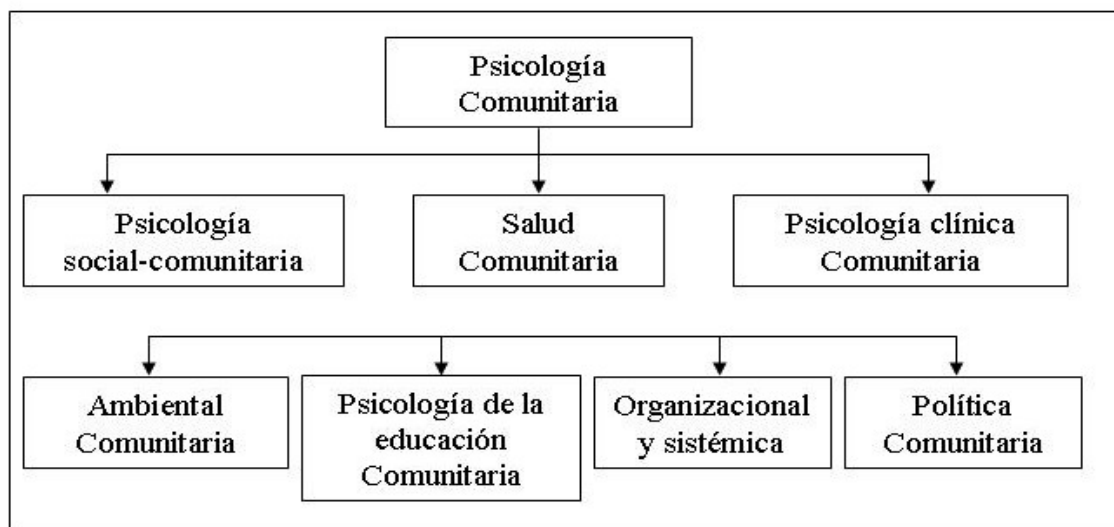 Psicología
Comunitaria
Psicología
social-comunitaria
Salud
Comunitaria
Psicología clínica
Comunitaria
Ambiental
Comunitaria
Psicología de la
educación
Comunitaria
Organizacional
y sistémica
Política
Comunitaria